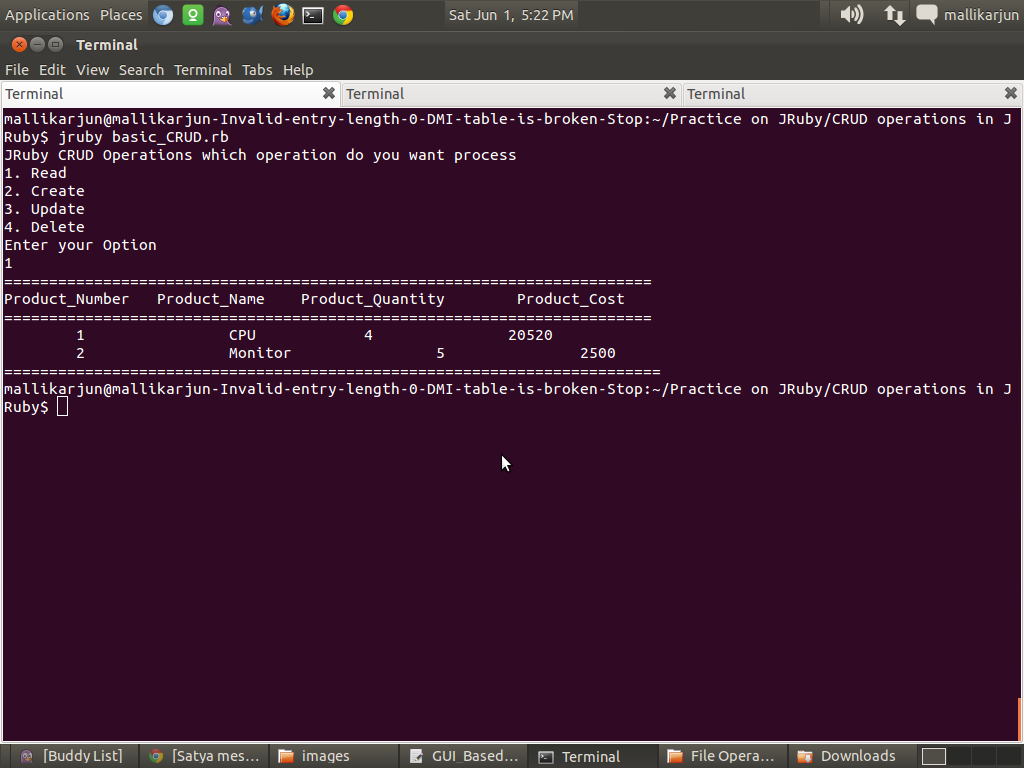 Applications Places Sat Jun 1, 5:22 PM mallikarjun
Terminal
File Edit View Search Terminal Tabs Help
Terminal Terminal Terminal
mallikarjun@mallikarjun-Invalid-entry-length-0-DMI-table-is-broken-Stop:~/Practice on JRuby/CRUD operations in J
Ruby$ jruby basic_CRUD.rb
JRuby CRUD Operations which operation do you want process
1. Read
2. Create
3. Update
4. Delete
Enter your Option
1
========================================================================
Product_Number Product_Name Product_Quantity Product_Cost
========================================================================
1 CPU 4 20520
2 Monitor 5 2500
=========================================================================
mallikarjun@mallikarjun-Invalid-entry-length-0-DMI-table-is-broken-Stop:~/Practice on JRuby/CRUD operations in J
Ruby$
[Buddy List] [Satya mes... images GUI_Based... Terminal File Opera... Downloads